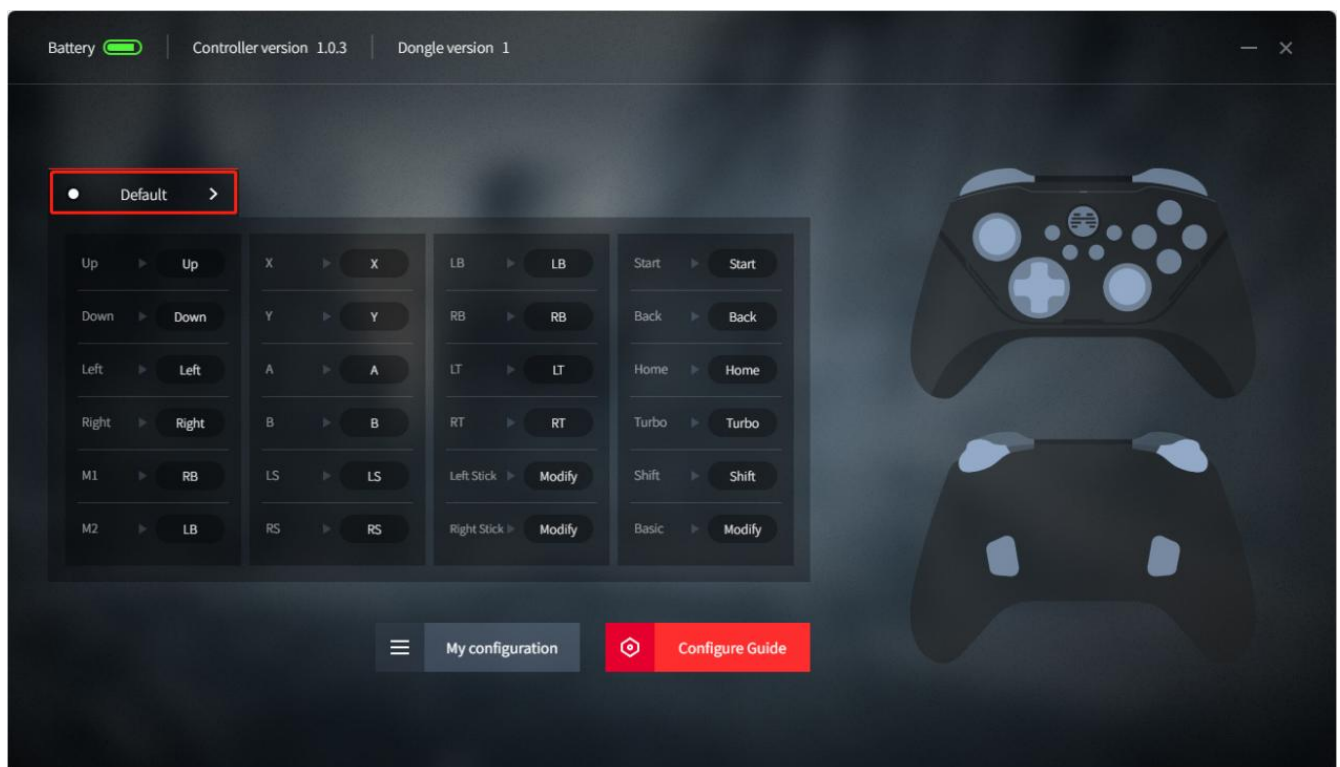 Battery Controller version 1.0.3 Dongle version 1
Default
Up Up X X LB LB Start Start
Down Down Y Y RB RB Back Back
Left Left A A LT LT Home Home
Right Right B B RT RT Turbo Turbo
M1 RB LS LS Left Stick Modify Shift Shift
M2 LB RS RS Right Stick Modify Basic Modify
My configuration Configure Guide